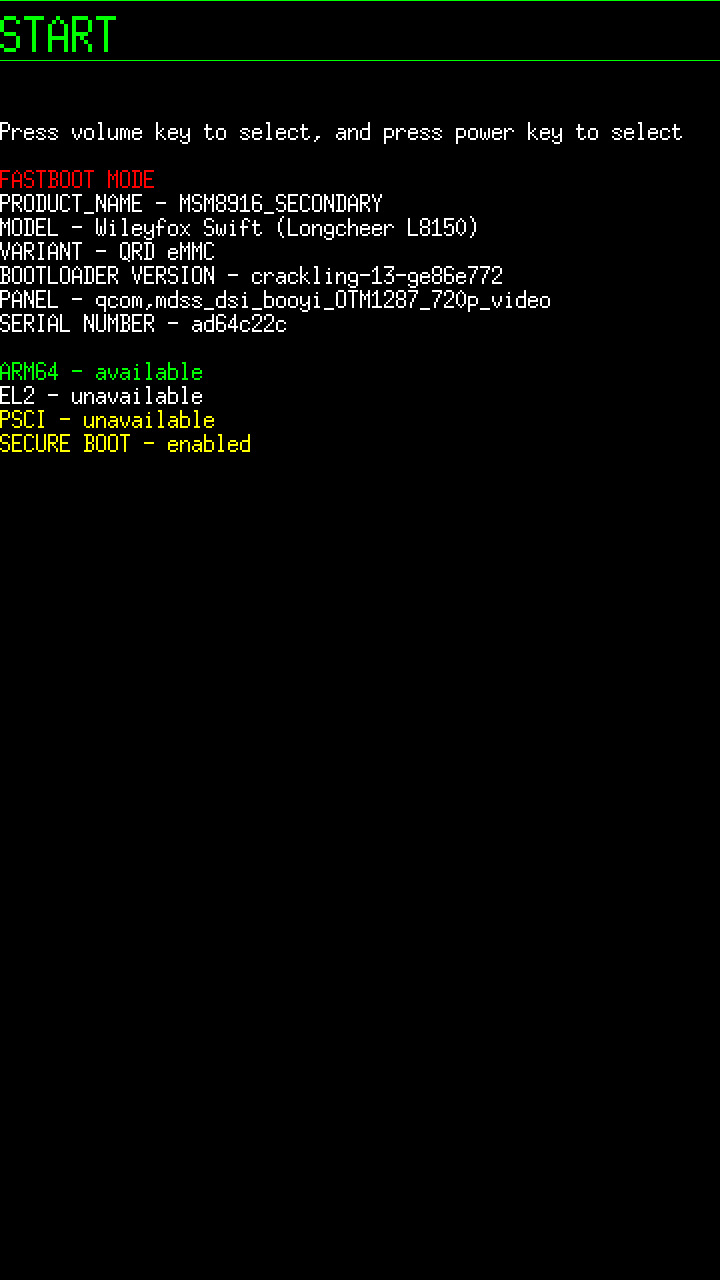 START
Press volume key to select, and press power key to select
FASTBOOT MODE
PRODUCT_NAME - MSM8916_SECONDARY
MODEL - Wileyfox Swift (Longcheer L8150)
VARIANT - QRD eMMC
BOOTLOADER VERSION - crackling-13-ge86e772
PANEL - qcom,mdss_dsi_booyi_OTM1287_720p_video
SERIAL NUMBER - ad64c22c
ARM64 - available
EL2 - unavailable
PSCI - unavailable
SECURE BOOT - enabled